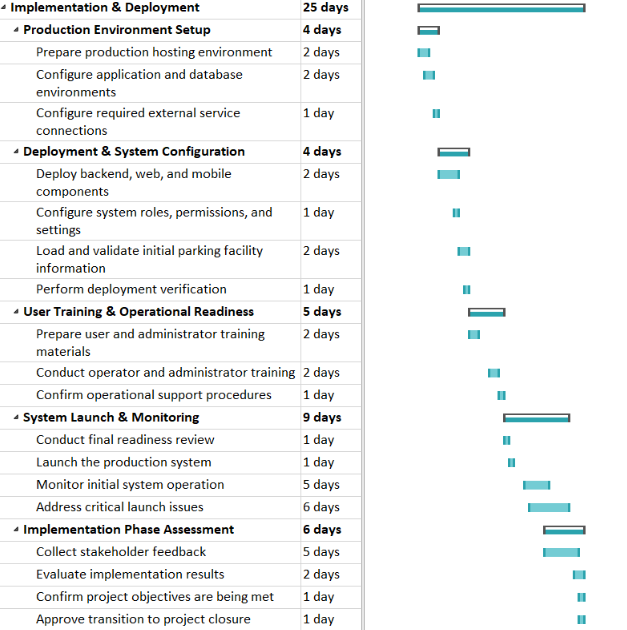 Implementation & Deployment 25 days
Production Environment Setup 4 days
Prepare production hosting environment 2 days
Configure application and database 2 days
environments
Configure required external service 1 day
connections
Deployment & System Configuration 4 days
Deploy backend, web, and mobile 2 days
components
Configure system roles, permissions, and 1 day
settings
Load and validate initial parking facility 2 days
information
Perform deployment verification 1 day
User Training & Operational Readiness 5 days
Prepare user and administrator training 2 days
materials
Conduct operator and administrator training 2 days
Confirm operational support procedures 1 day
System Launch & Monitoring 9 days
Conduct final readiness review 1 day
Launch the production system 1 day
Monitor initial system operation 5 days
Address critical launch issues 6 days
Implementation Phase Assessment 6 days
Collect stakeholder feedback 5 days
Evaluate implementation results 2 days
Confirm project objectives are being met 1 day
Approve transition to project closure 1 day